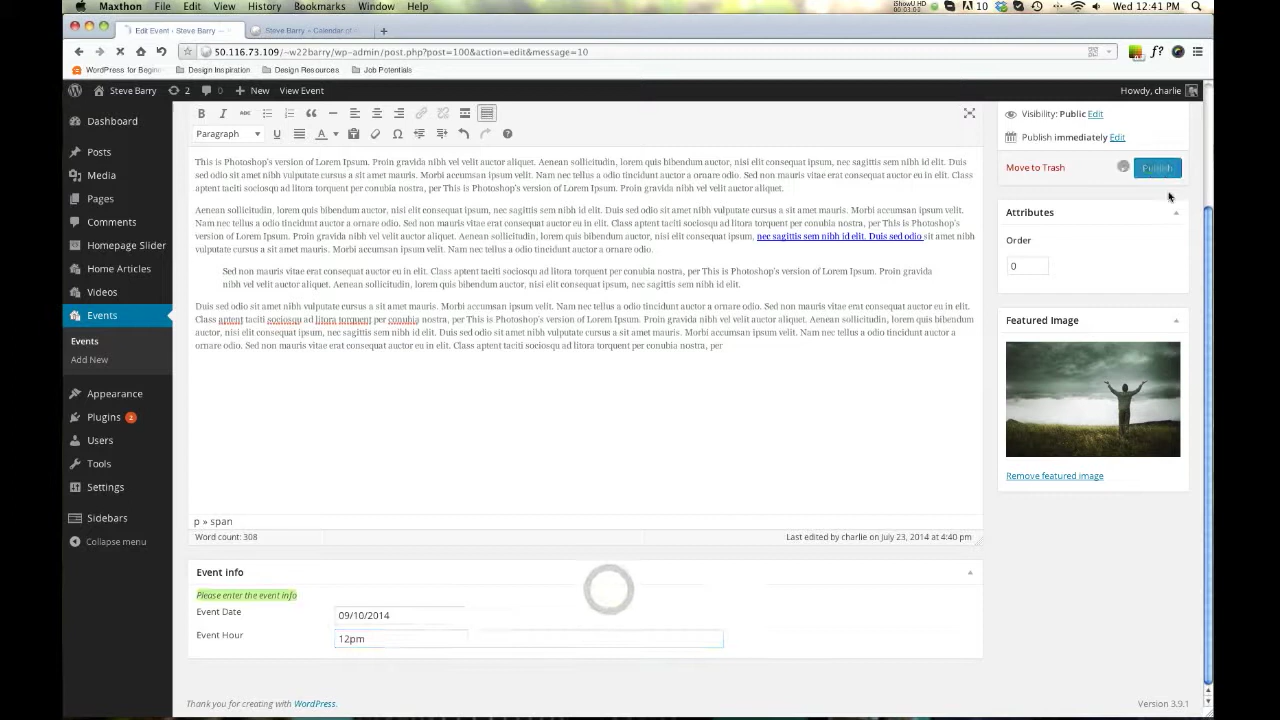 Maxthon File Edit View History Bookmarks Window Help
iShowU HD
00:03:00
10
Wed 12:41 PM
Edit Event ‹ Steve Barry —
Steve Barry – Calendar of
50.116.73.109/~w22barry/wp-admin/post.php?post=100&action=edit&message=10
WordPress for Begin Design Inspiration Design Resources Job Potentials
Steve Barry 2 0 New View Event Howdy, charlie
Dashboard
Posts
Media
Pages
Comments
Homepage Slider
Home Articles
Videos
Events
Events
Add New
Appearance
Plugins 2
Users
Tools
Settings
Sidebars
Collapse menu
B I ABC
Paragraph U A
This is Photoshop's version of Lorem Ipsum. Proin gravida nibh vel velit auctor aliquet. Aenean sollicitudin, lorem quis bibendum auctor, nisi elit consequat ipsum, nec sagittis sem nibh id elit. Duis
sed odio sit amet nibh vulputate cursus a sit amet mauris. Morbi accumsan ipsum velit. Nam nec tellus a odio tincidunt auctor a ornare odio. Sed non mauris vitae erat consequat auctor eu in elit. Class
aptent taciti sociosqu ad litora torquent per conubia nostra, per This is Photoshop's version of Lorem Ipsum. Proin gravida nibh vel velit auctor aliquet.
Aenean sollicitudin, lorem quis bibendum auctor, nisi elit consequat ipsum, nec sagittis sem nibh id elit. Duis sed odio sit amet nibh vulputate cursus a sit amet mauris. Morbi accumsan ipsum velit.
Nam nec tellus a odio tincidunt auctor a ornare odio. Sed non mauris vitae erat consequat auctor eu in elit. Class aptent taciti sociosqu ad litora torquent per conubia nostra, per This is Photoshop's
version of Lorem Ipsum. Proin gravida nibh vel velit auctor aliquet. Aenean sollicitudin, lorem quis bibendum auctor, nisi elit consequat ipsum, nec sagittis sem nibh id elit. Duis sed odio sit amet nibh
vulputate cursus a sit amet mauris. Morbi accumsan ipsum velit. Nam nec tellus a odio tincidunt auctor a ornare odio.
Sed non mauris vitae erat consequat auctor eu in elit. Class aptent taciti sociosqu ad litora torquent per conubia nostra, per This is Photoshop's version of Lorem Ipsum. Proin gravida
nibh vel velit auctor aliquet. Aenean sollicitudin, lorem quis bibendum auctor, nisi elit consequat ipsum, nec sagittis sem nibh id elit.
Duis sed odio sit amet nibh vulputate cursus a sit amet mauris. Morbi accumsan ipsum velit. Nam nec tellus a odio tincidunt auctor a ornare odio. Sed non mauris vitae erat consequat auctor eu in elit.
Class aptent taciti sociosqu ad litora torquent per conubia nostra, per This is Photoshop's version of Lorem Ipsum. Proin gravida nibh vel velit auctor aliquet. Aenean sollicitudin, lorem quis bibendum
auctor, nisi elit consequat ipsum, nec sagittis sem nibh id elit. Duis sed odio sit amet nibh vulputate cursus a sit amet mauris. Morbi accumsan ipsum velit. Nam nec tellus a odio tincidunt auctor a
ornare odio. Sed non mauris vitae erat consequat auctor eu in elit. Class aptent taciti sociosqu ad litora torquent per conubia nostra, per
p » span
Word count: 308 Last edited by charlie on July 23, 2014 at 4:40 pm
Event info
Please enter the event info
Event Date 09/10/2014
Event Hour 12pm
Visibility: Public Edit
Publish immediately Edit
Move to Trash Publish
Attributes
Order
0
Featured Image
Remove featured image
Thank you for creating with WordPress. Version 3.9.1